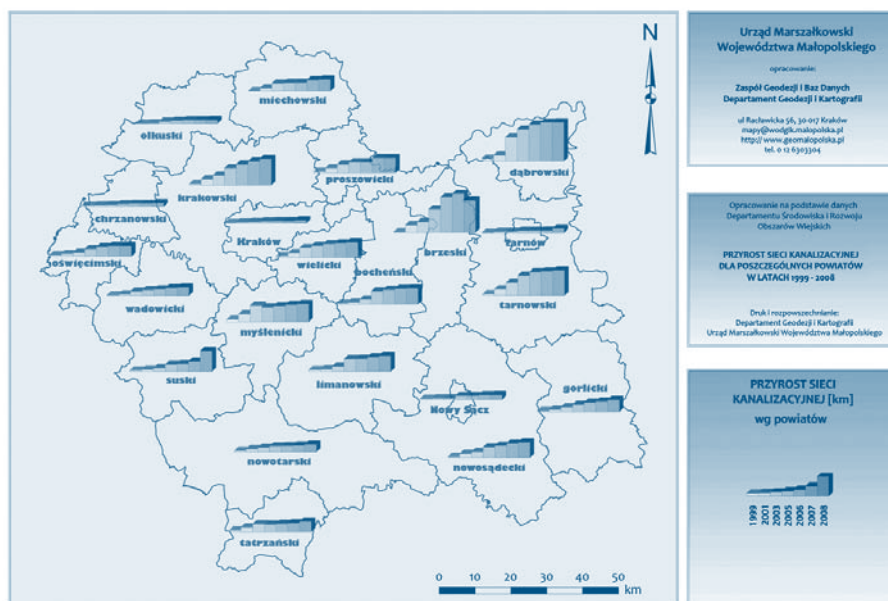 N
miechowski
olkuski
krakowski
proszowicki
dąbrowski
chrzanowski
Kraków
brzeski
Tarnów
oświęcimski
wielicki
bocheński
wadowicki
tarnowski
myślenicki
suski
limanowski
gorlicki
Nowy Sącz
nowotarski
nowosądecki
tatrzański
0 10 20 30 40 50
km
Urząd Marszałkowski
Województwa Małopolskiego
opracowanie:
Zespół Geodezji i Baz Danych
Departament Geodezji i Kartografii
ul Racławicka 56, 30-017 Kraków
mapy@wodgik.malopolska.pl
http://www.geomalopolska.pl
tel. 0 12 6303304
Opracowanie na podstawie danych
Departamentu Środowiska i Rozwoju
Obszarów Wiejskich
PRZYROST SIECI KANALIZACYJNEJ
DLA POSZCZEGÓLNYCH POWIATÓW
W LATACH 1999 - 2008
Druk i rozpowszechnianie:
Departament Geodezji i Kartografii
Urząd Marszałkowski Województwa Małopolskiego
PRZYROST SIECI
KANALIZACYJNEJ [km]
wg powiatów
1999
2001
2003
2005
2006
2007
2008